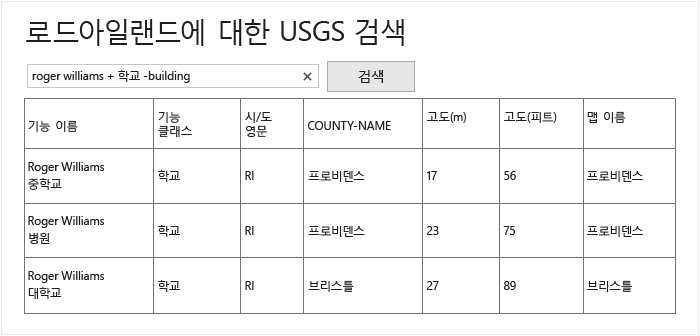 로드아일랜드에 대한 USGS 검색
roger williams + 학교 -building × 검색
기능 이름 기능 클래스 시/도 영문 COUNTY-NAME 고도(m) 고도(피트) 맵 이름
Roger Williams 중학교 학교 RI 프로비덴스 17 56 프로비덴스
Roger Williams 병원 학교 RI 프로비덴스 23 75 프로비덴스
Roger Williams 대학교 학교 RI 브리스틀 27 89 브리스틀